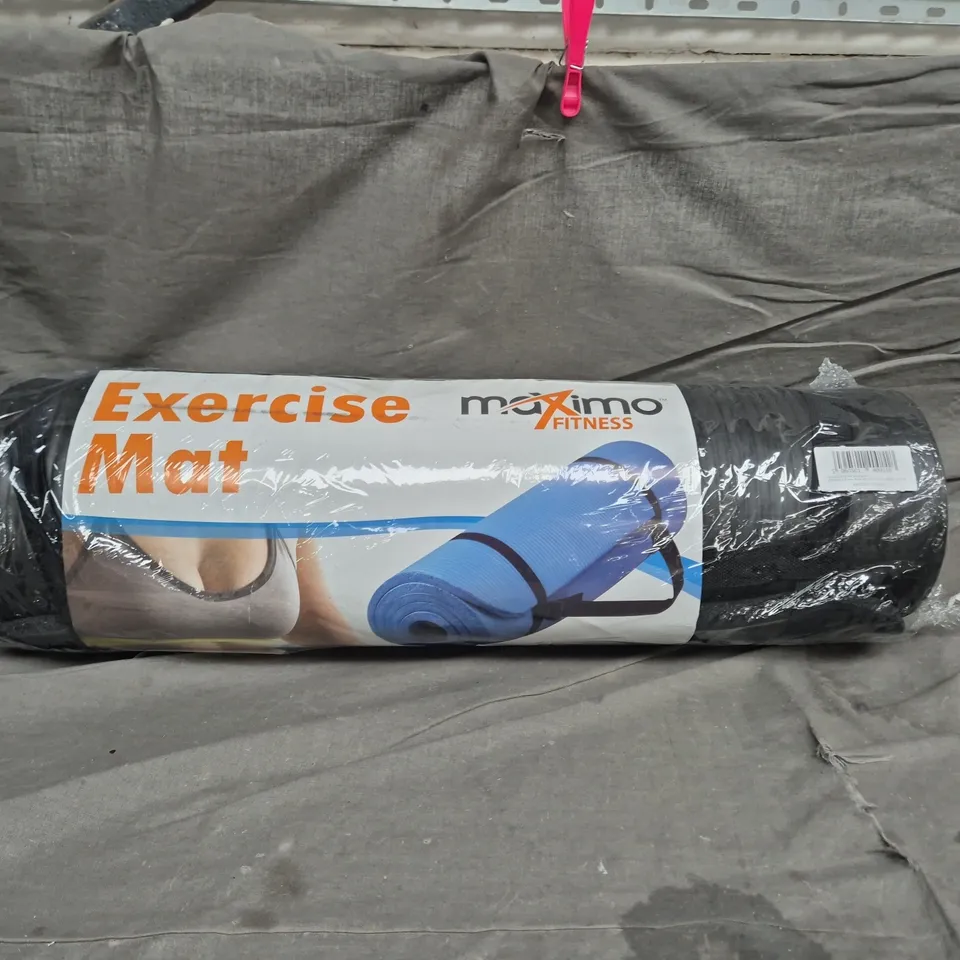 Exercise
Mat
maximo
FITNESS